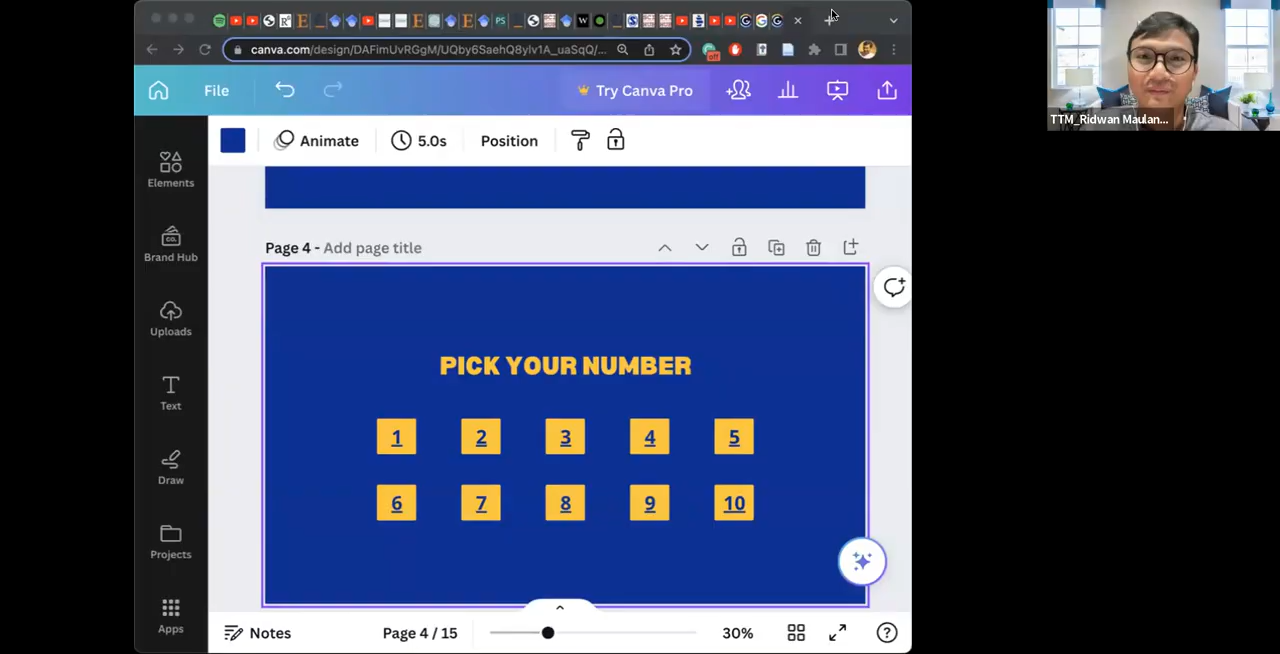 canva.com/design/DAFimUvRGgM/UQby6SaehQ8ylv1A_uaSqQ/...
File
Try Canva Pro
TTM_Ridwan Maulan...
Animate
5.0s
Position
Elements
Brand Hub
Uploads
Text
Draw
Projects
Apps
Page 4 - Add page title
PICK YOUR NUMBER
1 2 3 4 5
6 7 8 9 10
Notes
Page 4 / 15
30%